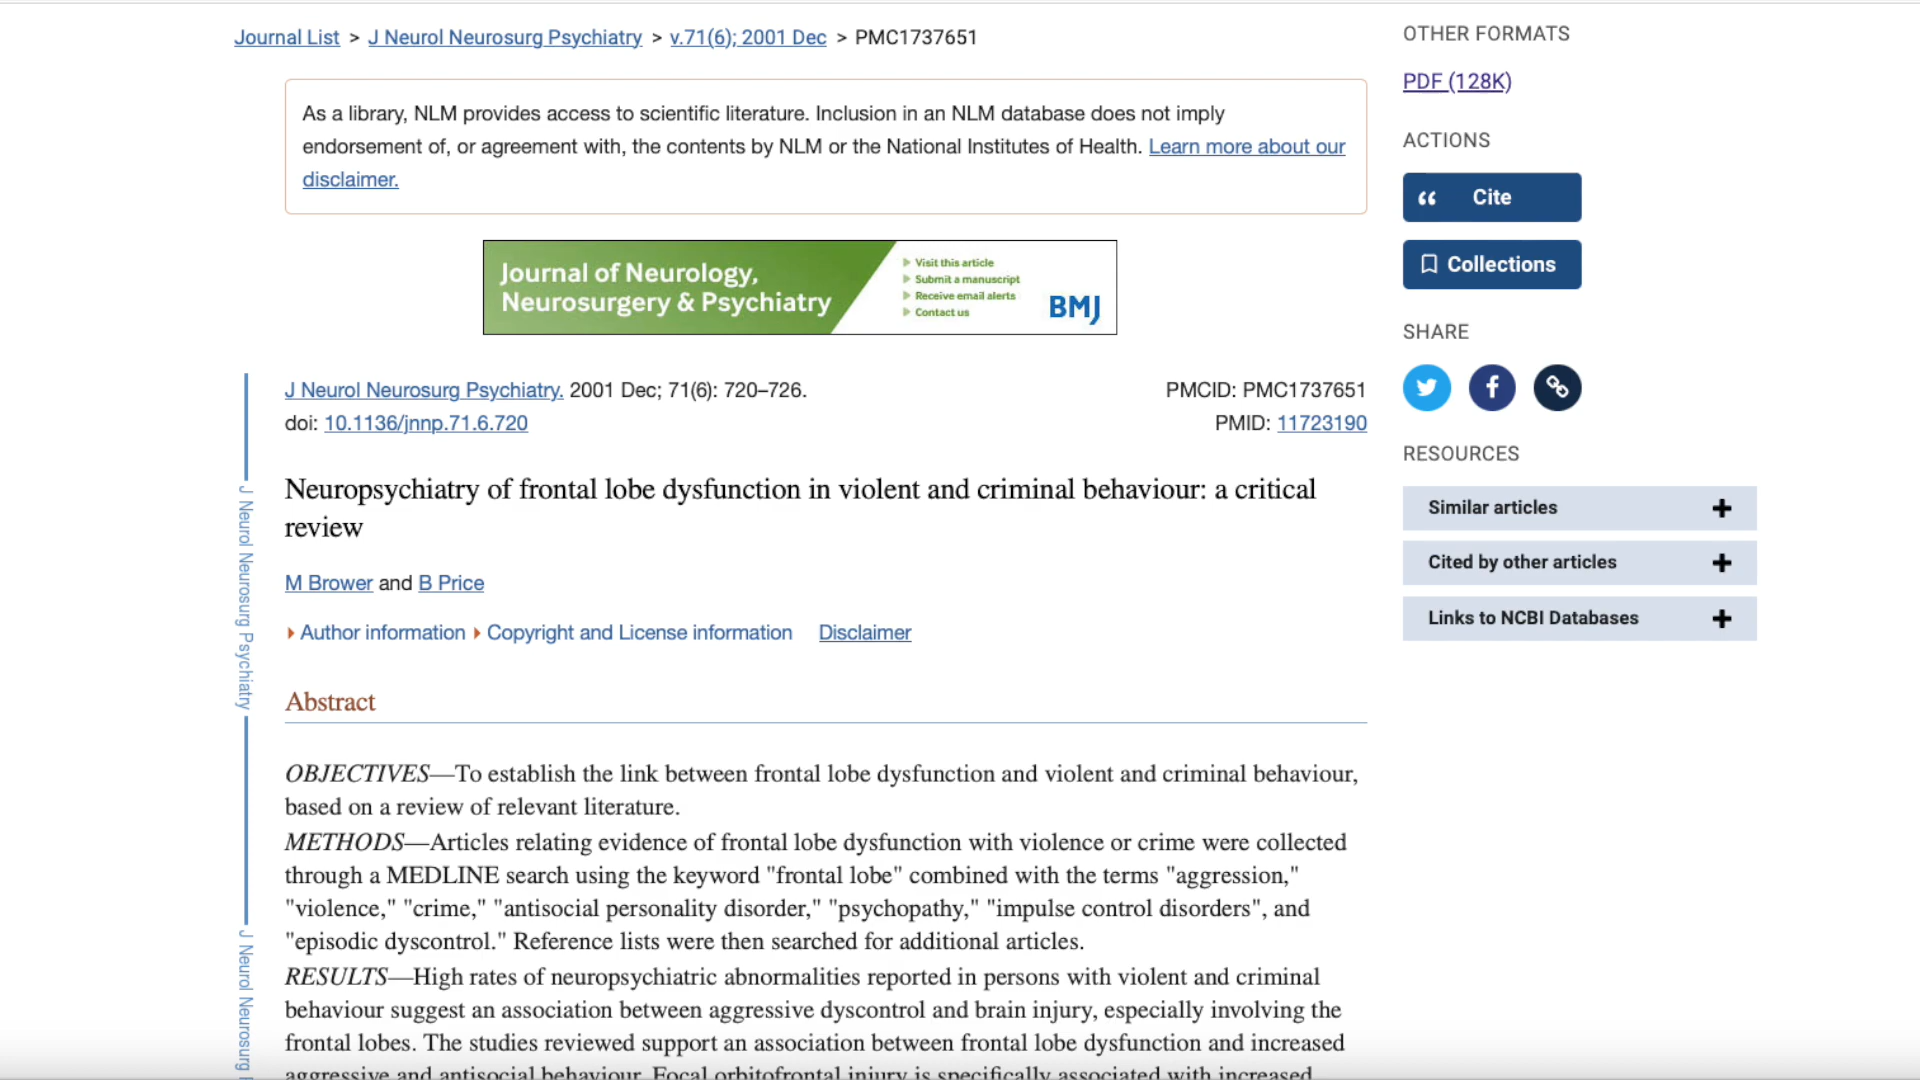 Journal List > J Neurol Neurosurg Psychiatry > v.71(6); 2001 Dec > PMC1737651
As a library, NLM provides access to scientific literature. Inclusion in an NLM database does not imply
endorsement of, or agreement with, the contents by NLM or the National Institutes of Health. Learn more about our
disclaimer.
Journal of Neurology,
Neurosurgery & Psychiatry
Visit this article
Submit a manuscript
Receive email alerts
Contact us
BMJ
J Neurol Neurosurg Psychiatry. 2001 Dec; 71(6): 720–726.
doi: 10.1136/jnnp.71.6.720
PMCID: PMC1737651
PMID: 11723190
Neuropsychiatry of frontal lobe dysfunction in violent and criminal behaviour: a critical
review
M Brower and B Price
Author information Copyright and License information Disclaimer
Abstract
OBJECTIVES—To establish the link between frontal lobe dysfunction and violent and criminal behaviour,
based on a review of relevant literature.
METHODS—Articles relating evidence of frontal lobe dysfunction with violence or crime were collected
through a MEDLINE search using the keyword "frontal lobe" combined with the terms "aggression,"
"violence," "crime," "antisocial personality disorder," "psychopathy," "impulse control disorders", and
"episodic dyscontrol." Reference lists were then searched for additional articles.
RESULTS—High rates of neuropsychiatric abnormalities reported in persons with violent and criminal
behaviour suggest an association between aggressive dyscontrol and brain injury, especially involving the
frontal lobes. The studies reviewed support an association between frontal lobe dysfunction and increased
aggressive and antisocial behaviour. Focal orbitofrontal injury is specifically associated with increased
J Neurol Neurosurg Psychiatry
J Neurol Neurosurg
OTHER FORMATS
PDF (128K)
ACTIONS
Cite
Collections
SHARE
RESOURCES
Similar articles
Cited by other articles
Links to NCBI Databases